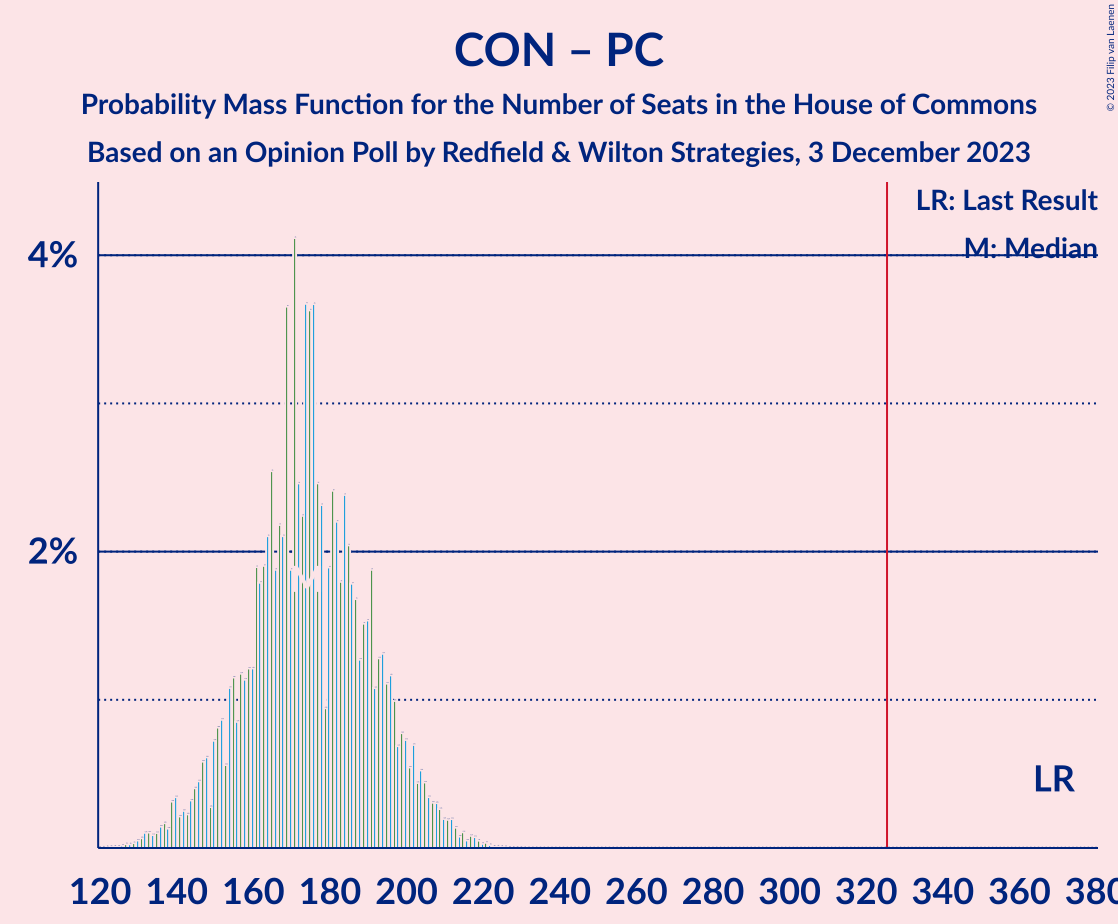 CON – PC
Probability Mass Function for the Number of Seats in the House of Commons
Based on an Opinion Poll by Redfield & Wilton Strategies, 3 December 2023
© 2023 Filip van Laenen
LR: Last Result
M: Median
4%
2%
LR
120 140 160 180 200 220 240 260 280 300 320 340 360 380